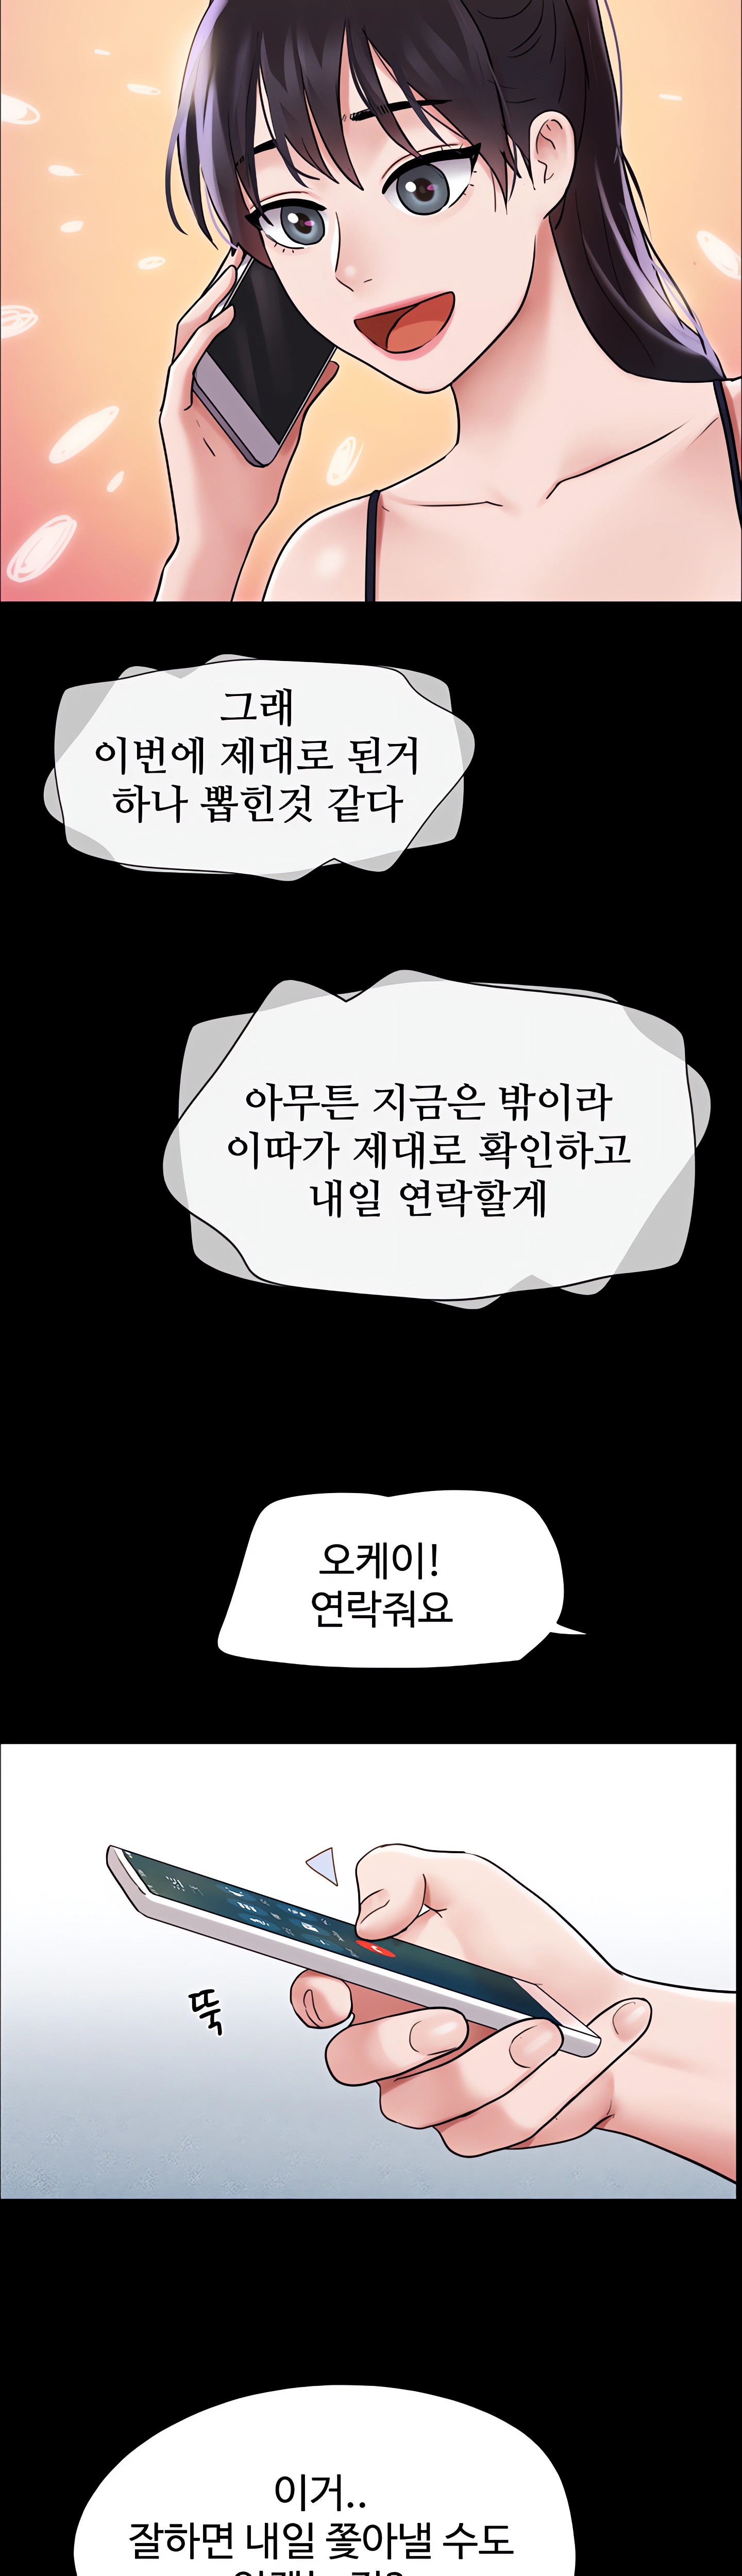 그래
이번에 제대로 된거
하나 뽑힌것 같다
아무튼 지금은 밖이라
이따가 제대로 확인하고
내일 연락할게
오케이!
연락줘요
뚝
이거..
잘하면 내일 쫓아낼 수도